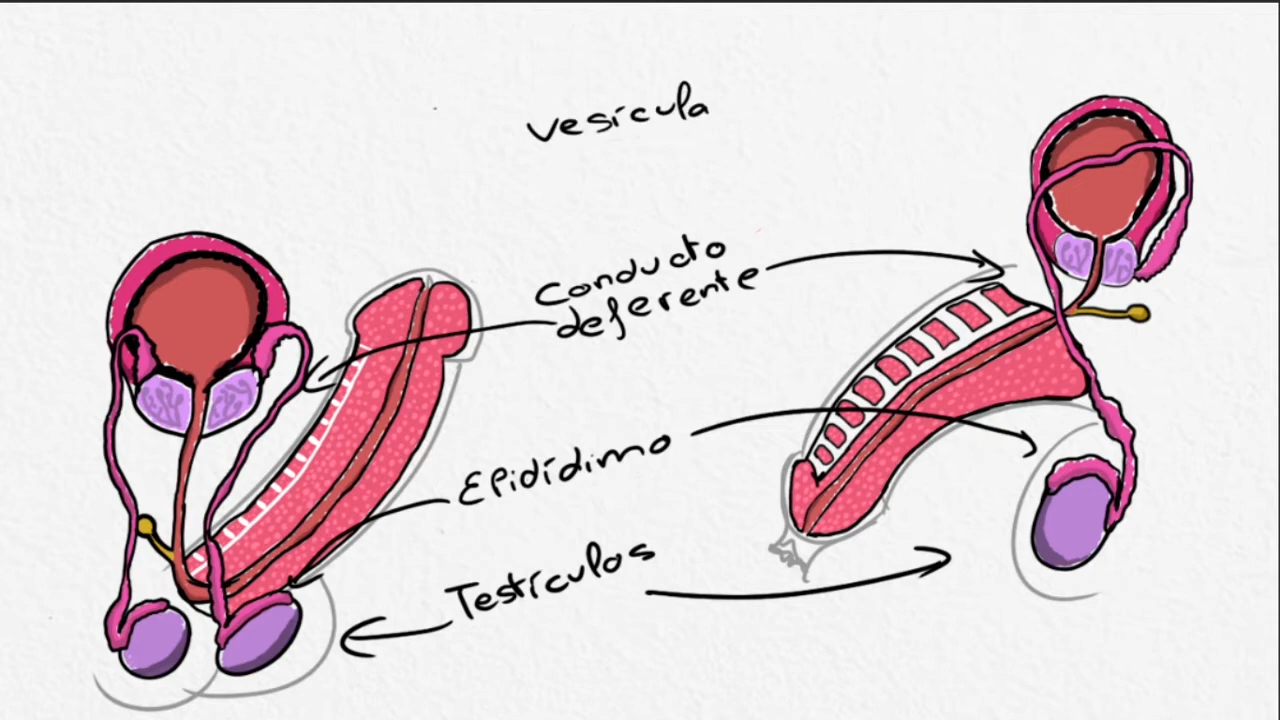 vesícula
Conducto
deferente
Epidídimo
Testículos